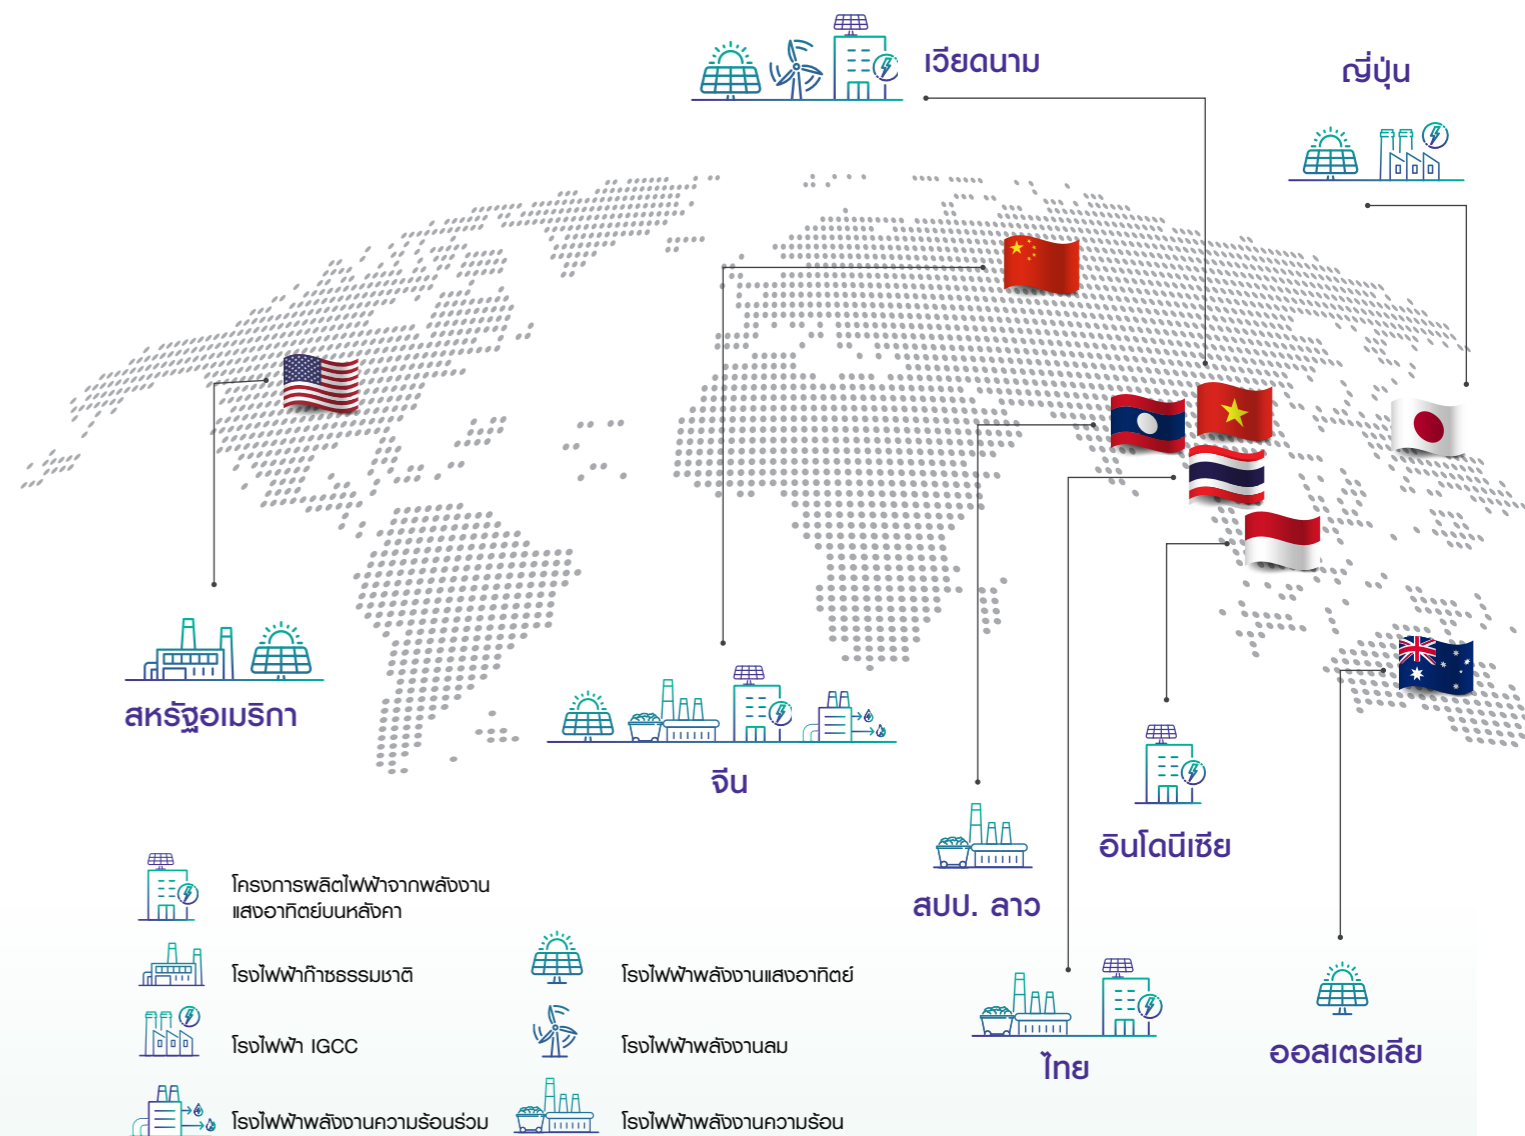 เวียดนาม
ญี่ปุ่น
สหรัฐอเมริกา
จีน
อินโดนีเซีย
สปป. ลาว
ไทย
ออสเตรเลีย
โครงการผลิตไฟฟ้าจากพลังงาน
แสงอาทิตย์บนหลังคา
โรงไฟฟ้าก๊าซธรรมชาติ
โรงไฟฟ้าพลังงานแสงอาทิตย์
โรงไฟฟ้า IGCC
โรงไฟฟ้าพลังงานลม
โรงไฟฟ้าพลังงานความร้อนร่วม
โรงไฟฟ้าพลังงานความร้อน